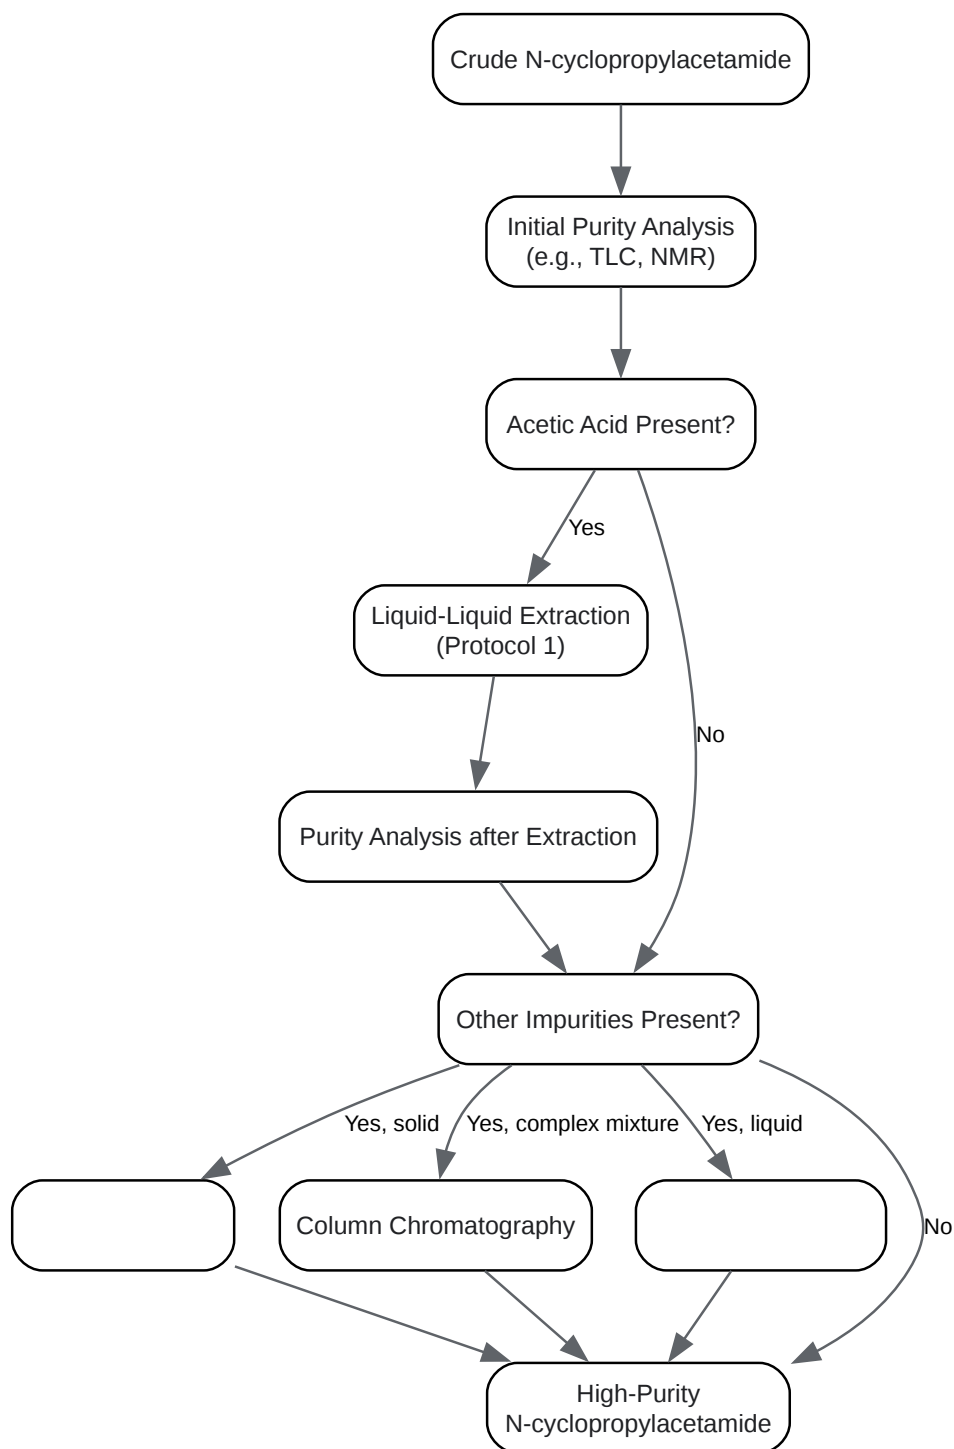 Crude N-cyclopropylacetamide
Initial Purity Analysis
(e.g., TLC, NMR)
Acetic Acid Present?
Yes
Liquid-Liquid Extraction
(Protocol 1)
No
Purity Analysis after Extraction
Other Impurities Present?
Yes, solid
Yes, complex mixture
Yes, liquid
Column Chromatography
No
High-Purity
N-cyclopropylacetamide